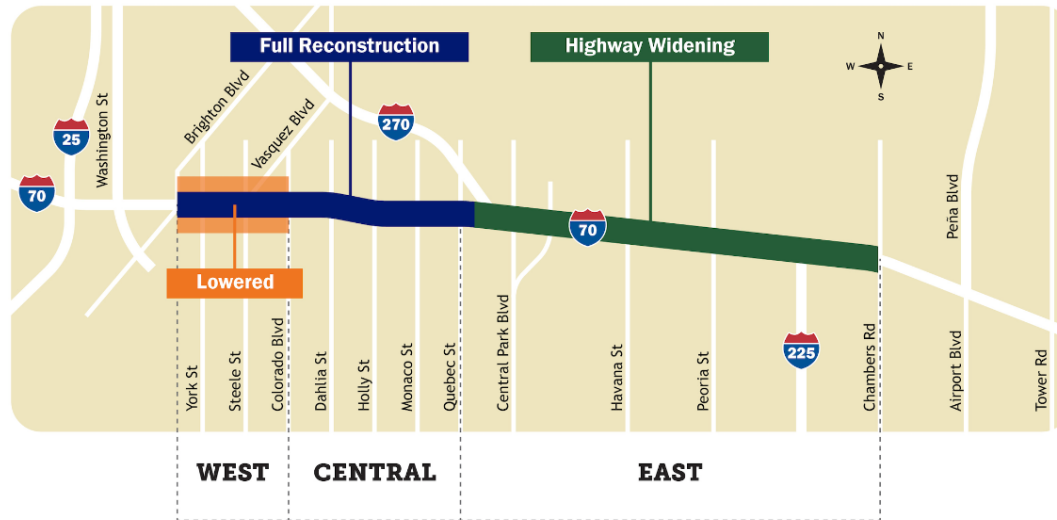 Full Reconstruction
Highway Widening
N
W
E
S
Brighton Blvd
Vasquez Blvd
Washington St
25
270
70
70
Peña Blvd
Lowered
225
York St
Steele St
Colorado Blvd
Dahlia St
Holly St
Monaco St
Quebec St
Central Park Blvd
Havana St
Peoria St
Chambers Rd
Airport Blvd
Tower Rd
WEST
CENTRAL
EAST